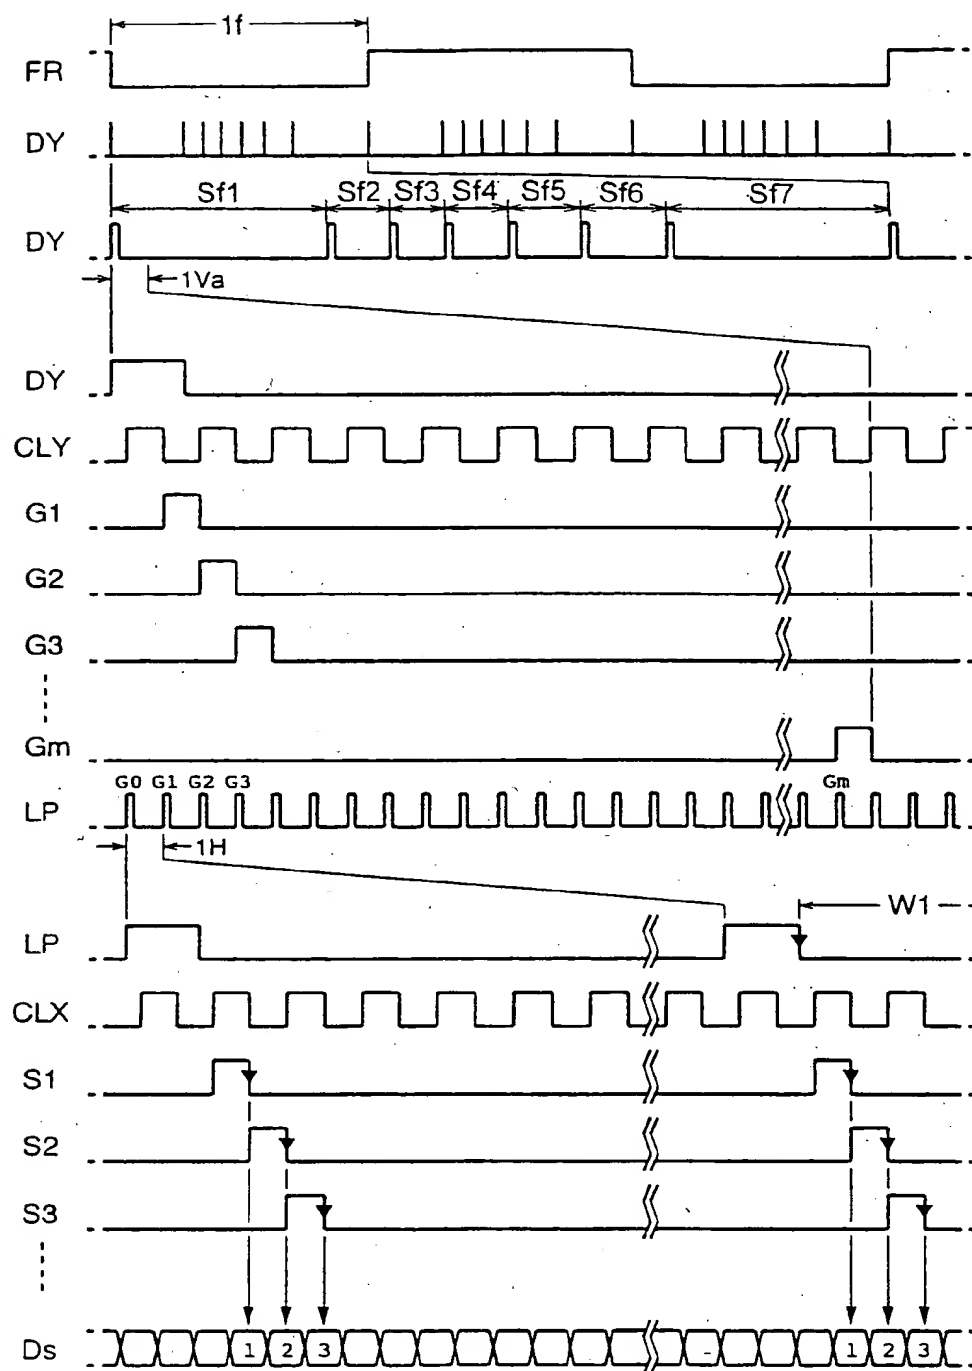 1f
FR
DY
Sf1 Sf2 Sf3 Sf4 Sf5 Sf6 Sf7
DY
1Va
DY
CLY
G1
G2
G3
Gm
G0 G1 G2 G3 Gm
LP
1H
W1
LP
CLX
S1
S2
S3
Ds 1 2 3 1 2 3